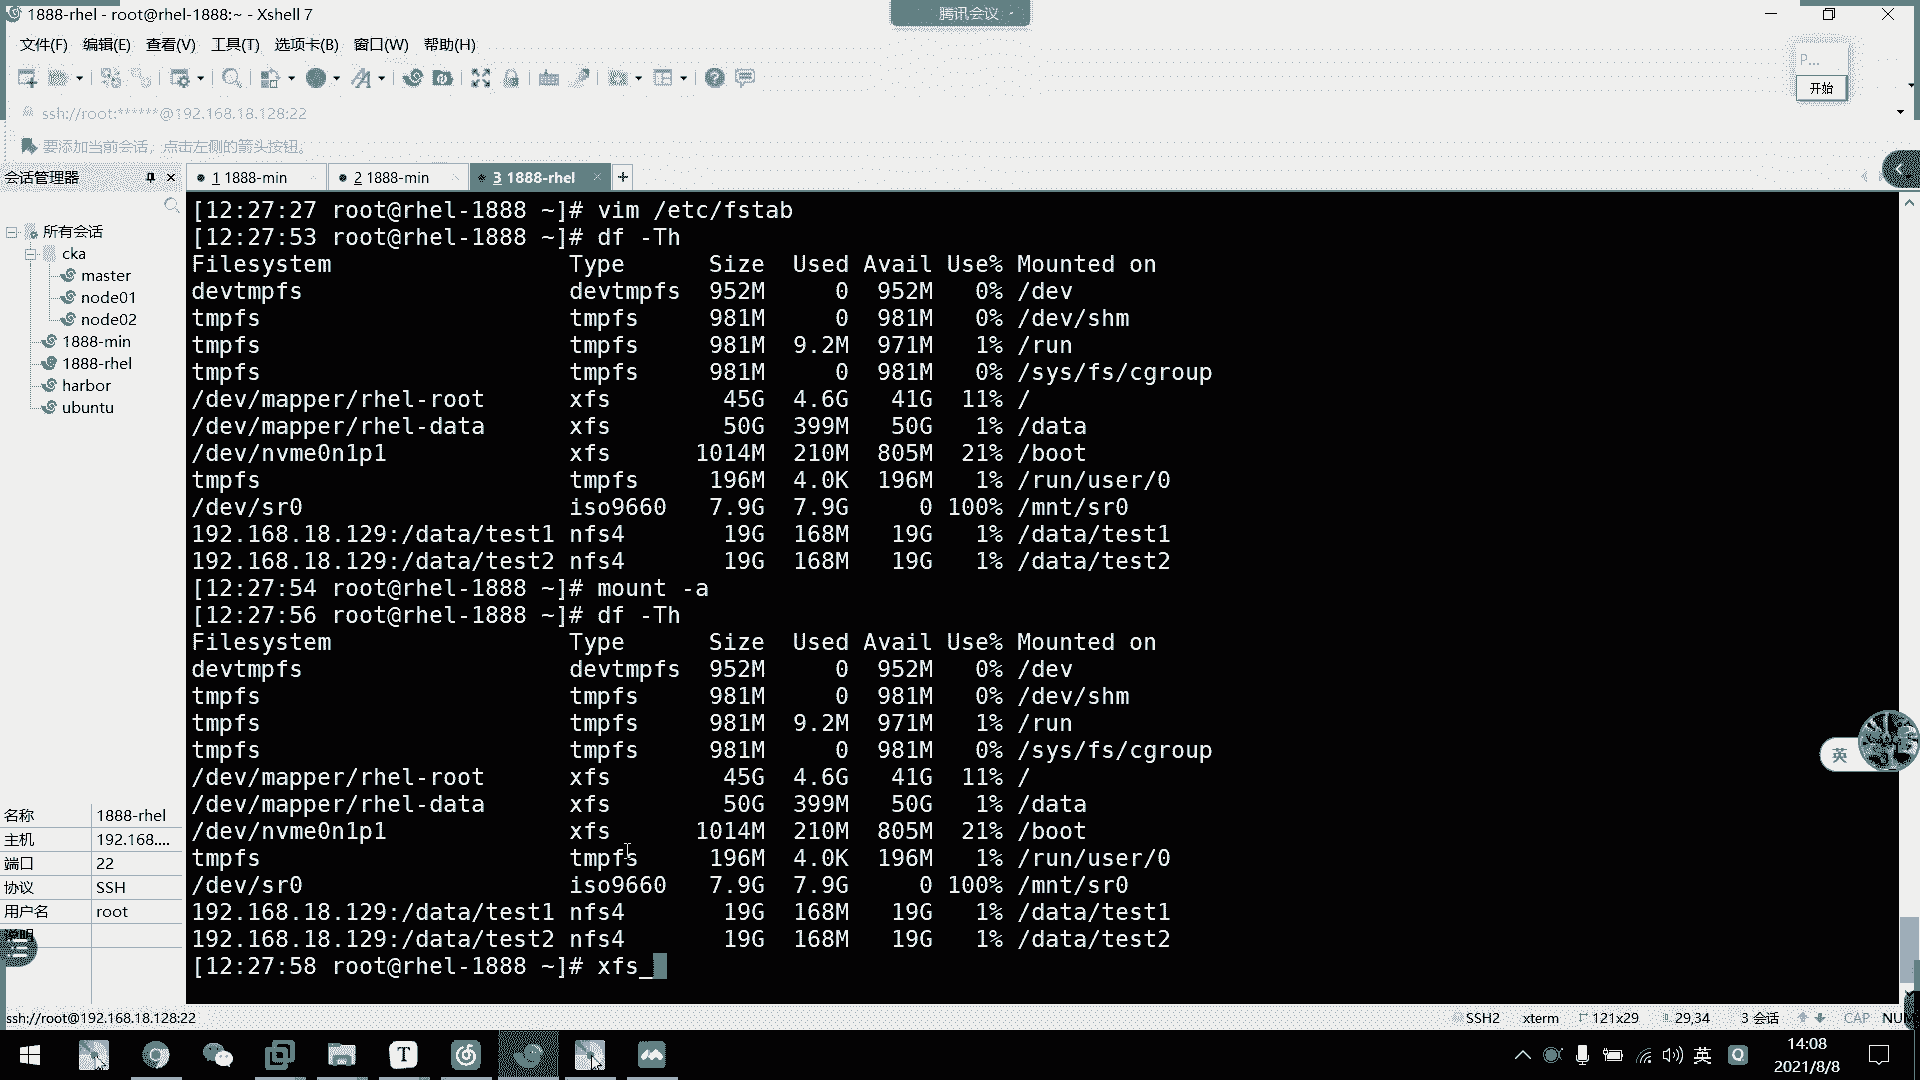 1888-rhel - root@rhel-1888:~ - Xshell 7
腾讯会议
文件(F) 编辑(E) 查看(V) 工具(T) 选项卡(B) 窗口(W) 帮助(H)
P...
开始
ssh://root:******@192.168.18.128:22
要添加当前会话，点击左侧的箭头按钮。
会话管理器
1 1888-min
2 1888-min
3 1888-rhel
所有会话
cka
master
node01
node02
1888-min
1888-rhel
harbor
ubuntu
[12:27:27 root@rhel-1888 ~]# vim /etc/fstab
[12:27:53 root@rhel-1888 ~]# df -Th
Filesystem Type Size Used Avail Use% Mounted on
devtmpfs devtmpfs 952M 0 952M 0% /dev
tmpfs tmpfs 981M 0 981M 0% /dev/shm
tmpfs tmpfs 981M 9.2M 971M 1% /run
tmpfs tmpfs 981M 0 981M 0% /sys/fs/cgroup
/dev/mapper/rhel-root xfs 45G 4.6G 41G 11% /
/dev/mapper/rhel-data xfs 50G 399M 50G 1% /data
/dev/nvme0n1p1 xfs 1014M 210M 805M 21% /boot
tmpfs tmpfs 196M 4.0K 196M 1% /run/user/0
/dev/sr0 iso9660 7.9G 7.9G 0 100% /mnt/sr0
192.168.18.129:/data/test1 nfs4 19G 168M 19G 1% /data/test1
192.168.18.129:/data/test2 nfs4 19G 168M 19G 1% /data/test2
[12:27:54 root@rhel-1888 ~]# mount -a
[12:27:56 root@rhel-1888 ~]# df -Th
Filesystem Type Size Used Avail Use% Mounted on
devtmpfs devtmpfs 952M 0 952M 0% /dev
tmpfs tmpfs 981M 0 981M 0% /dev/shm
tmpfs tmpfs 981M 9.2M 971M 1% /run
tmpfs tmpfs 981M 0 981M 0% /sys/fs/cgroup
/dev/mapper/rhel-root xfs 45G 4.6G 41G 11% /
/dev/mapper/rhel-data xfs 50G 399M 50G 1% /data
/dev/nvme0n1p1 xfs 1014M 210M 805M 21% /boot
tmpfs tmpfs 196M 4.0K 196M 1% /run/user/0
/dev/sr0 iso9660 7.9G 7.9G 0 100% /mnt/sr0
192.168.18.129:/data/test1 nfs4 19G 168M 19G 1% /data/test1
192.168.18.129:/data/test2 nfs4 19G 168M 19G 1% /data/test2
[12:27:58 root@rhel-1888 ~]# xfs_
英
名称 1888-rhel
主机 192.168....
端口 22
协议 SSH
用户名 root
说明
ssh://root@192.168.18.128:22
SSH2 xterm 121x29 29,34 3 会话 CAP NUM
T
英
Q
14:08
2021/8/8